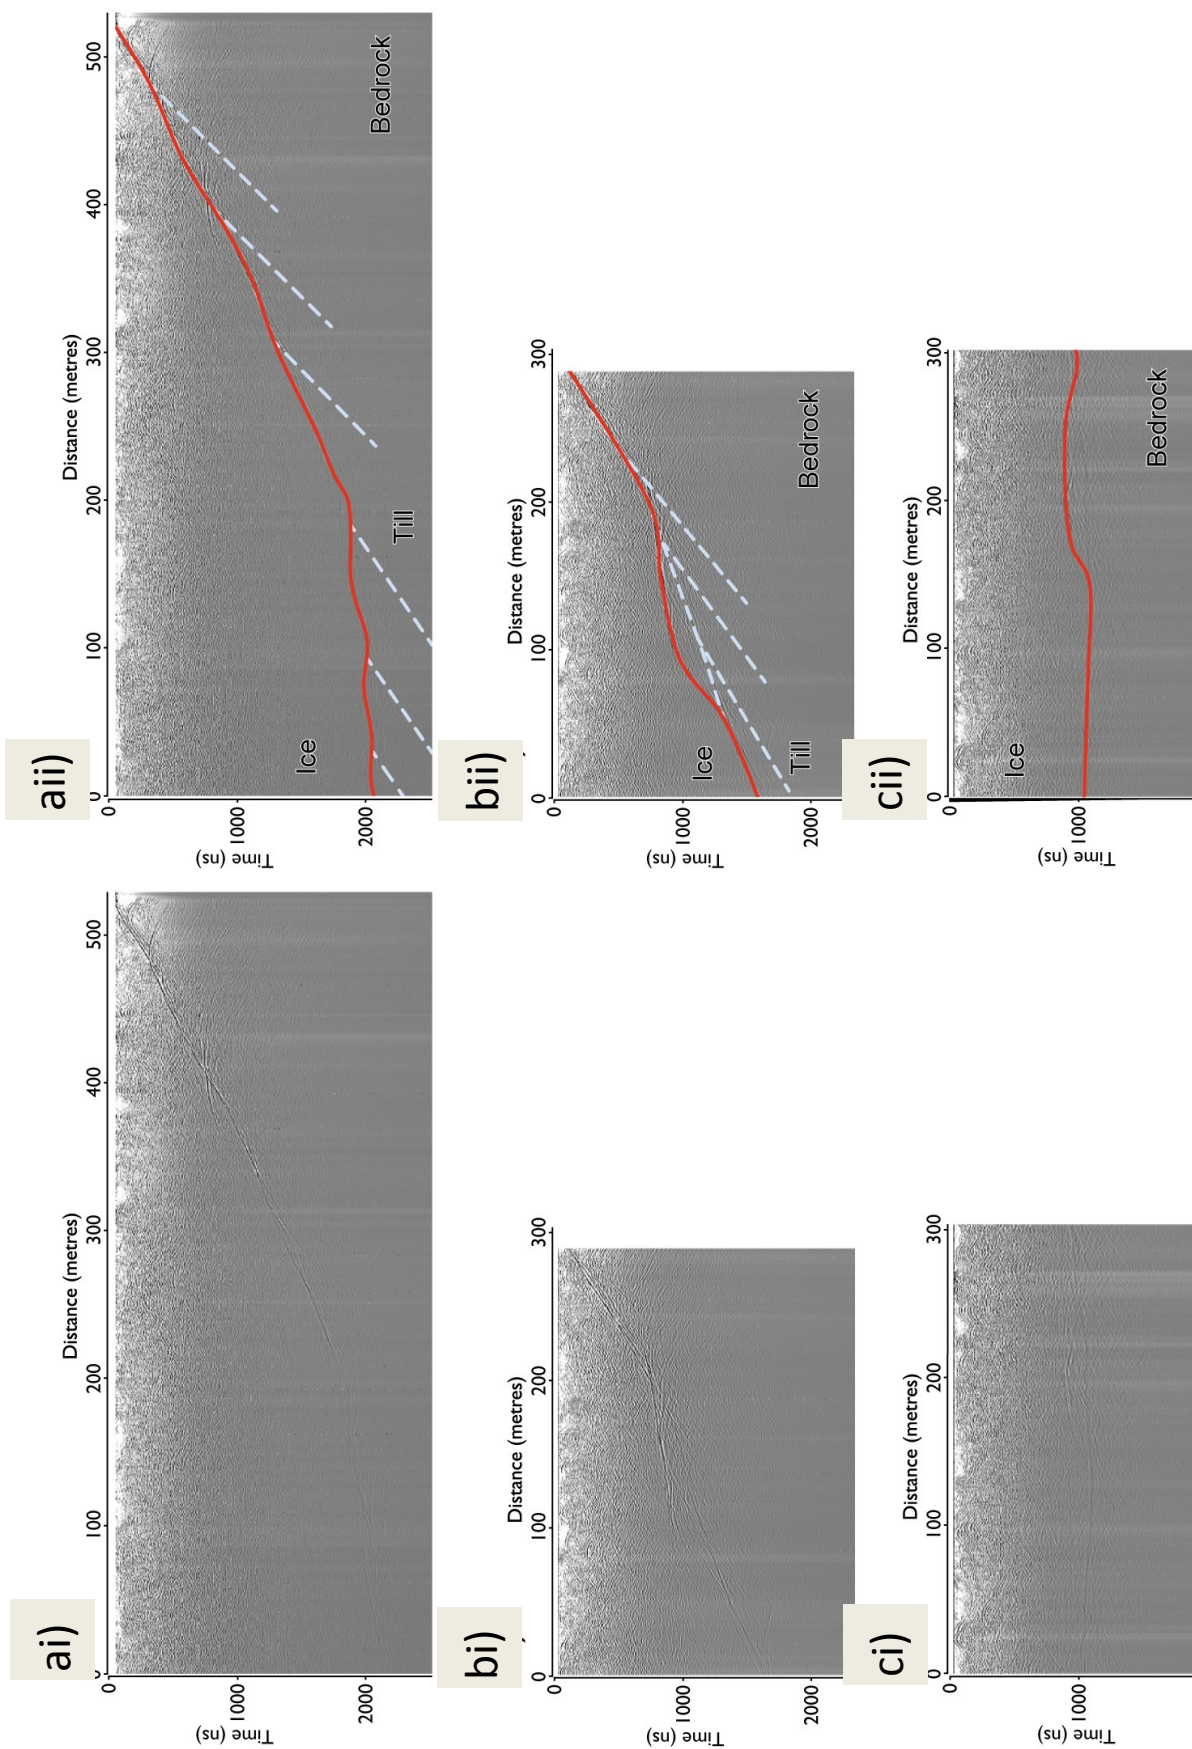 ai)
Distance (metres)
0 100 200 300 400 500
0
1000
2000
Time (ns)
aii)
Distance (metres)
0 100 200 300 400 500
0
1000
2000
Time (ns)
Ice
Till
Bedrock
bi)
Distance (metres)
0 100 200 300
0
1000
2000
Time (ns)
bii)
Distance (metres)
0 100 200 300
0
1000
2000
Time (ns)
Ice
Till
Bedrock
ci)
Distance (metres)
0 100 200 300
0
1000
Time (ns)
cii)
Distance (metres)
0 100 200 300
0
1000
Time (ns)
Ice
Bedrock